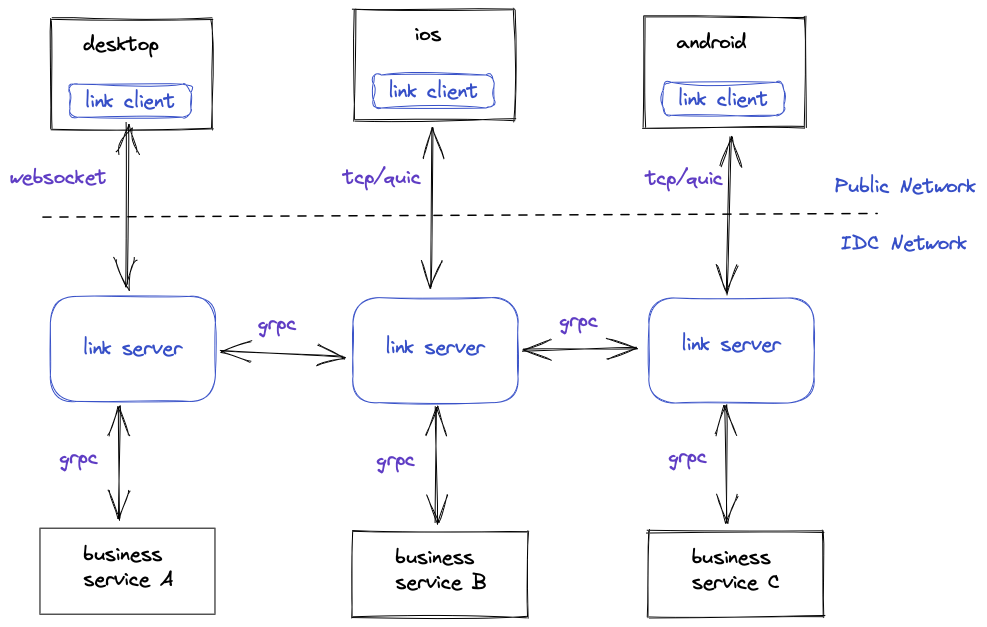 desktop
ios
android
link client
link client
link client
websocket
tcp/quic
tcp/quic
Public Network
IDC Network
grpc
grpc
link server
link server
link server
grpc
grpc
grpc
business
service A
business
service B
business
service C